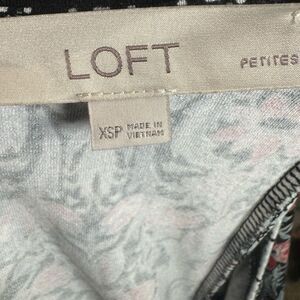 LOFT
PETITES
XSP
MADE IN
VIETNAM